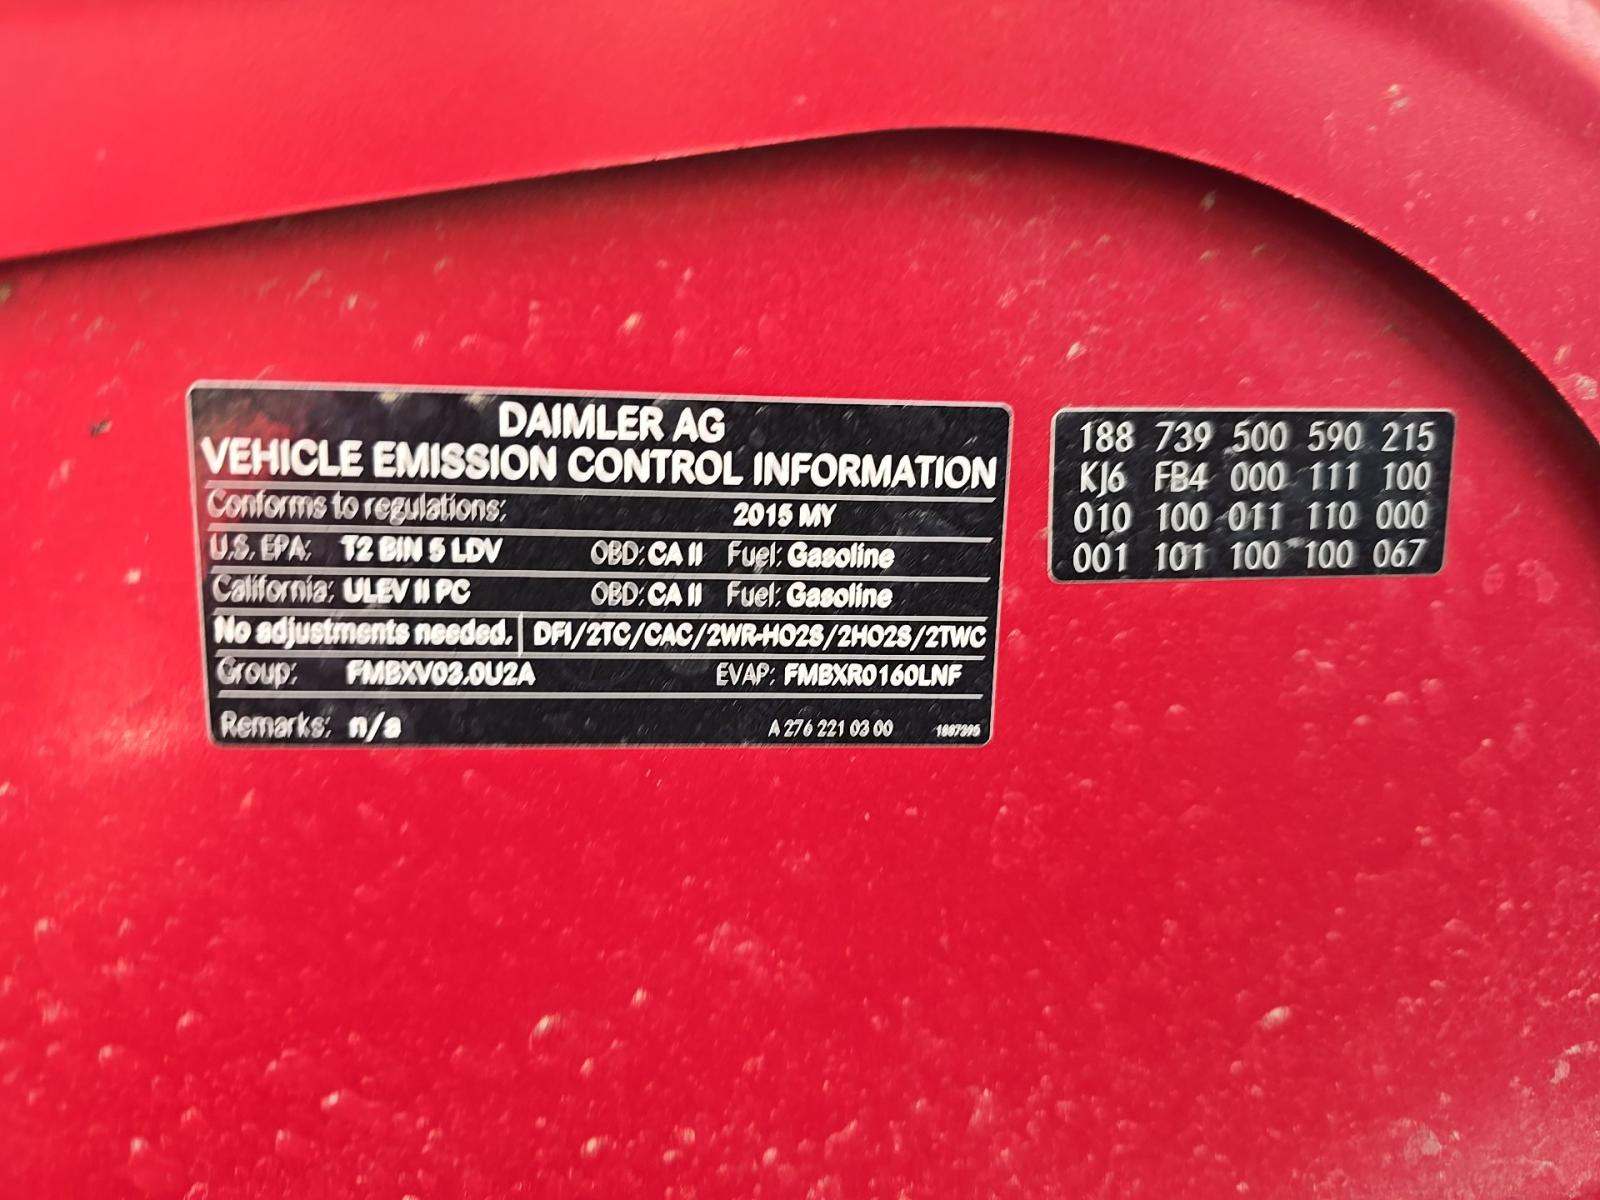 DAIMLER AG
VEHICLE EMISSION CONTROL INFORMATION
Conforms to regulations: 2015 MY
U.S. EPA: T2 BIN 5 LDV OBD: CA II Fuel: Gasoline
California: ULEV II PC OBD: CA II Fuel: Gasoline
No adjustments needed. DFI/2TC/CAC/2WR-HO2S/2HO2S/2TWC
Group: FMBXV03.0U2A EVAP: FMBXR0160LNF
Remarks: n/a A 276 221 03 00
188 739 500 590 215
KJ6 FB4 000 111 100
010 100 011 110 000
001 101 100 100 067